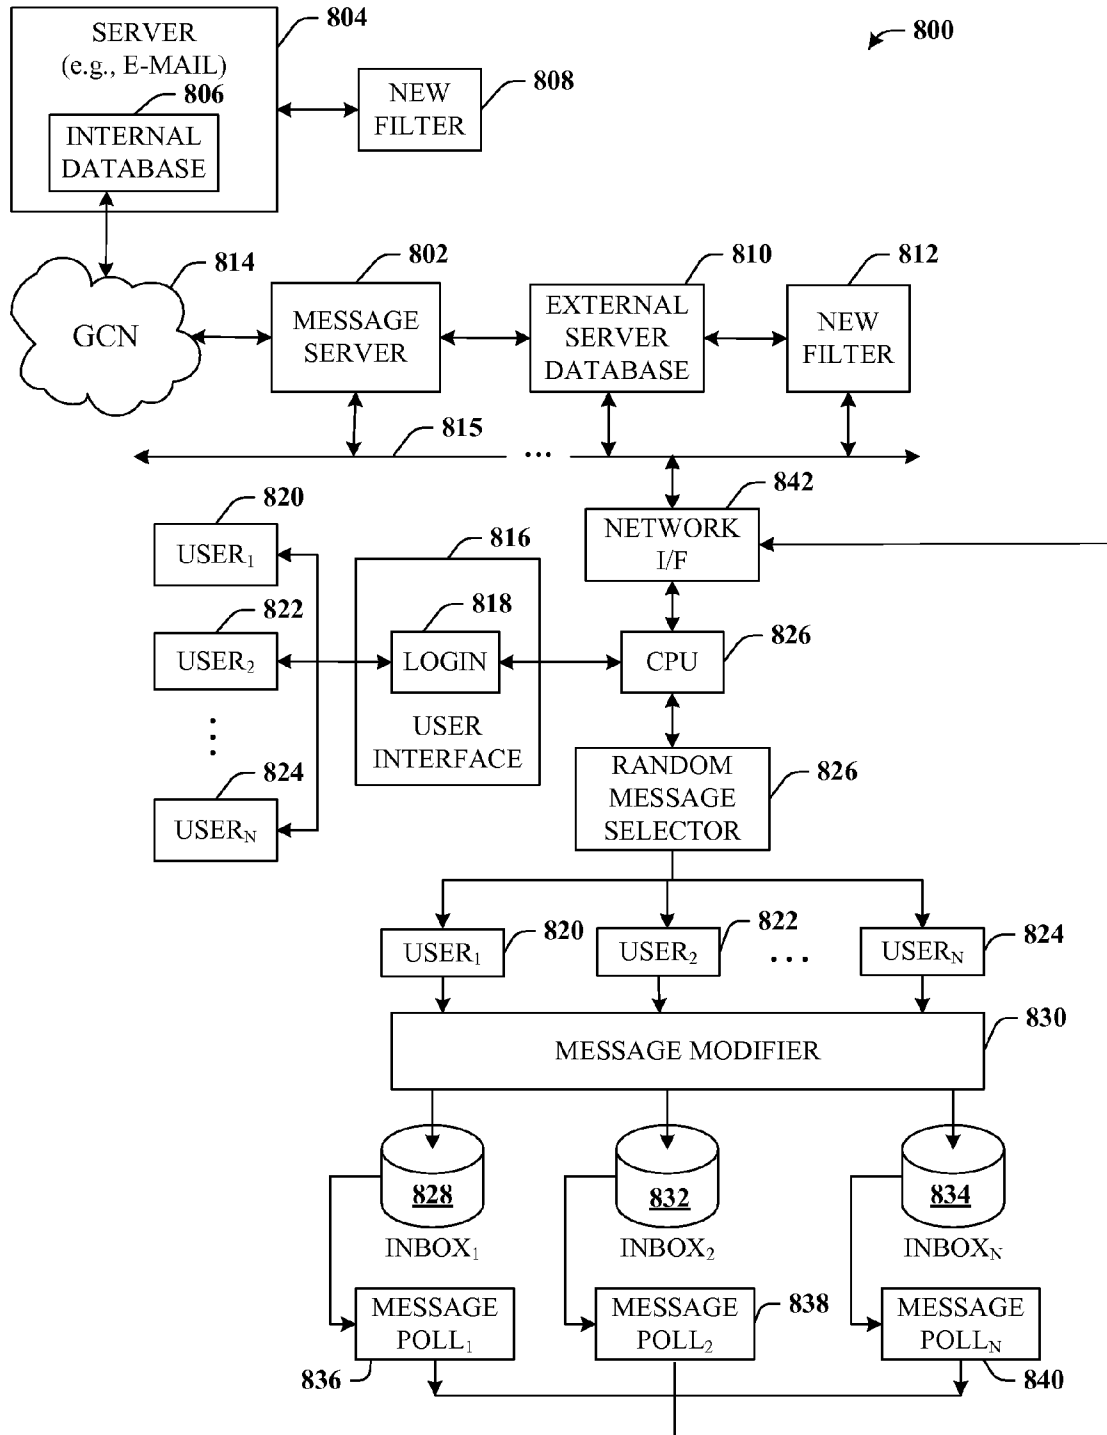 800
804
SERVER
(e.g., E-MAIL)
806
INTERNAL
DATABASE
808
NEW
FILTER
814
GCN
802
MESSAGE
SERVER
810
EXTERNAL
SERVER
DATABASE
812
NEW
FILTER
815
...
842
NETWORK
I/F
820
USER1
822
USER2
824
USERN
816
818
LOGIN
USER
INTERFACE
826
CPU
RANDOM
MESSAGE
SELECTOR
826
USER1
820
USER2
822
...
USERN
824
MESSAGE MODIFIER
830
828
INBOX1
832
INBOX2
834
INBOXN
MESSAGE
POLL1
836
MESSAGE
POLL2
838
MESSAGE
POLLN
840